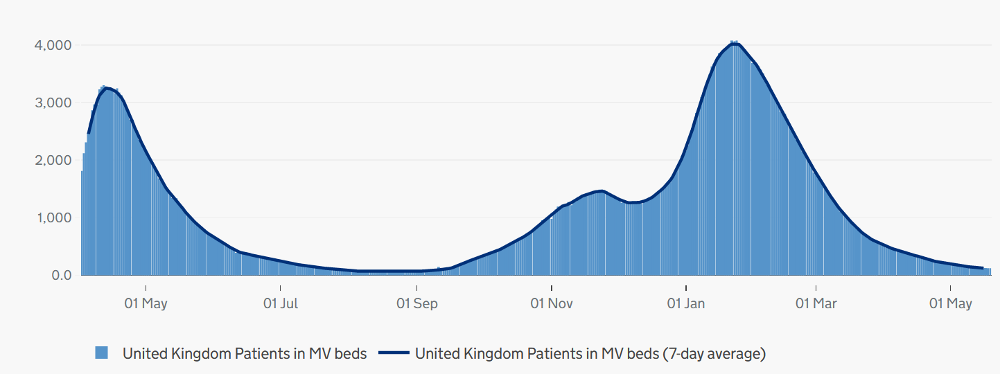 4,000
3,000
2,000
1,000
0.0
01 May 01 Jul 01 Sep 01 Nov 01 Jan 01 Mar 01 May
United Kingdom Patients in MV beds United Kingdom Patients in MV beds (7-day average)